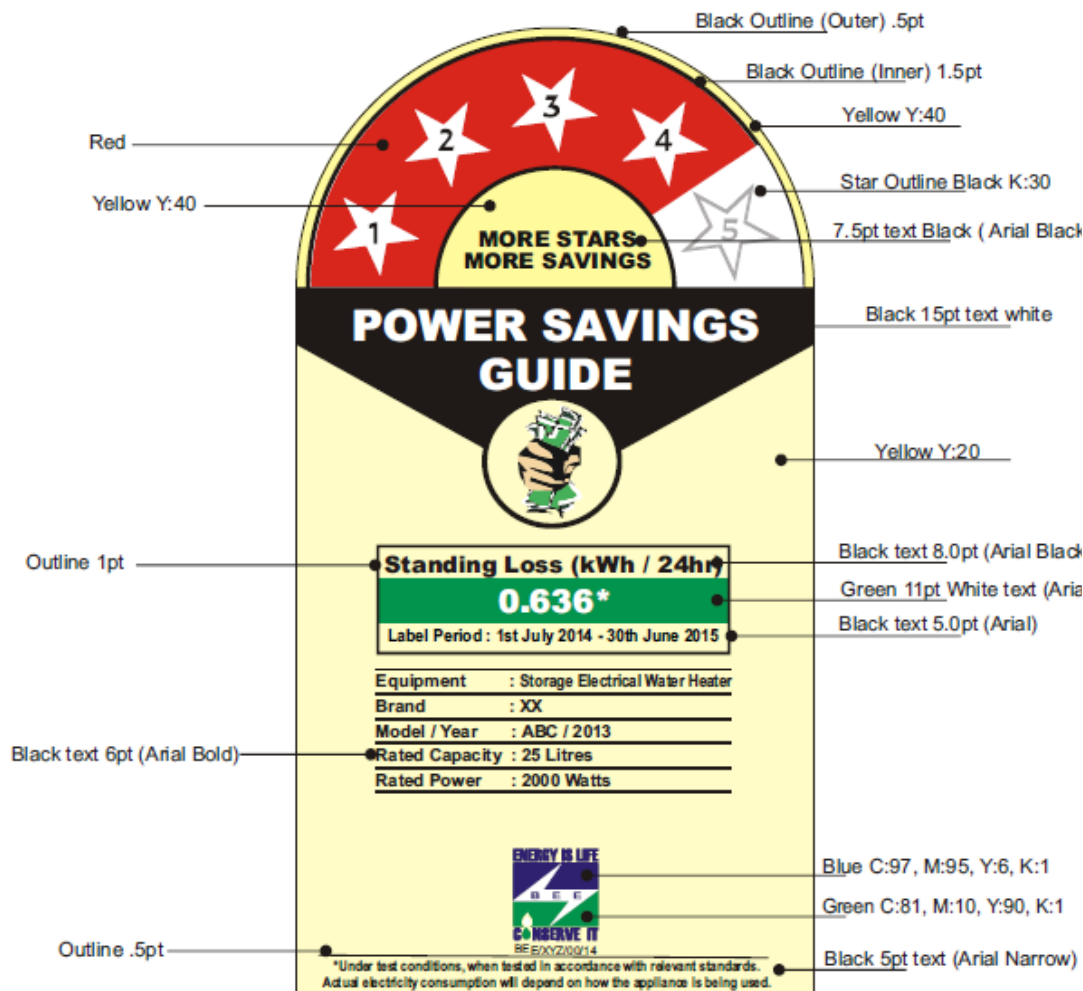 Black Outline (Outer) .5pt
Black Outline (Inner) 1.5pt
Yellow Y:40
Red
Yellow Y:40
Star Outline Black K:30
7.5pt text Black ( Arial Black
1
2
3
4
5
MORE STARS
MORE SAVINGS
POWER SAVINGS
GUIDE
Black 15pt text white
Yellow Y:20
Outline 1pt
Standing Loss (kWh / 24hr)
Black text 8.0pt (Arial Black
0.636*
Green 11pt White text (Aria
Label Period : 1st July 2014 - 30th June 2015
Black text 5.0pt (Arial)
Equipment : Storage Electrical Water Heater
Brand : XX
Model / Year : ABC / 2013
Black text 6pt (Arial Bold)
Rated Capacity : 25 Litres
Rated Power : 2000 Watts
ENERGY IS LIFE
BEE
CONSERVE IT
BEE/XYZ/00/14
Blue C:97, M:95, Y:6, K:1
Green C:81, M:10, Y:90, K:1
Outline .5pt
*Under test conditions, when tested in accordance with relevant standards.
Actual electricity consumption will depend on how the appliance is being used.
Black 5pt text (Arial Narrow)